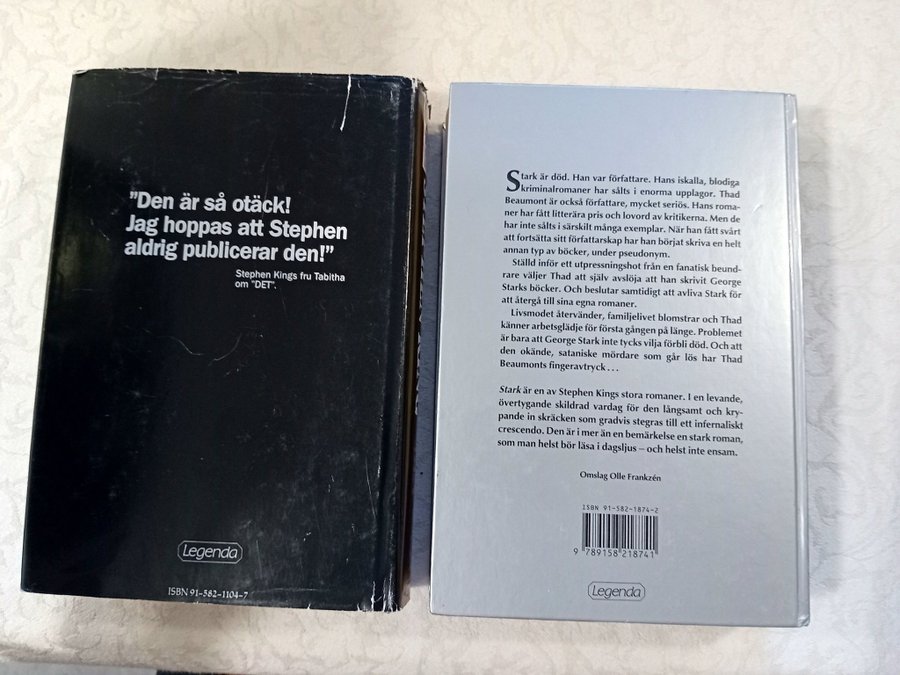 "Den är så otäck!
Jag hoppas att Stephen
aldrig publicerar den!"
Stephen Kings fru Tabitha
om "DET".
Legenda
ISBN 91-582-1104-7
Stark är död. Han var författare. Hans iskalla, blodiga
kriminalromaner har sålts i enorma upplagor. Thad
Beaumont är också författare, mycket seriös. Hans roma-
ner har fått litterära pris och lovord av kritikerna. Men de
har inte sålts i särskilt många exemplar. När han fått svårt
att fortsätta sitt författarskap har han börjat skriva en helt
annan typ av böcker, under pseudonym.
Ställd inför ett utpressningshot från en fanatisk beund-
rare väljer Thad att själv avslöja att han skrivit George
Starks böcker. Och beslutar samtidigt att avliva Stark för
att återgå till sina egna romaner.
Livsmodet återvänder, familjelivet blomstrar och Thad
känner arbetsglädje för första gången på länge. Problemet
är bara att George Stark inte tycks vilja förbli död. Och att
den okände, sataniske mördare som går lös har Thad
Beaumonts fingeravtryck...
Stark är en av Stephen Kings stora romaner. I en levande,
övertygande skildrad vardag för den långsamt och kry-
pande in skräcken som gradvis stegras till ett infernaliskt
crescendo. Den är i mer än en bemärkelse en stark roman,
som man helst bör läsa i dagsljus – och helst inte ensam.
Omslag Olle Frankzén
ISBN 91-582-1874-2
9 789158 218741
Legenda